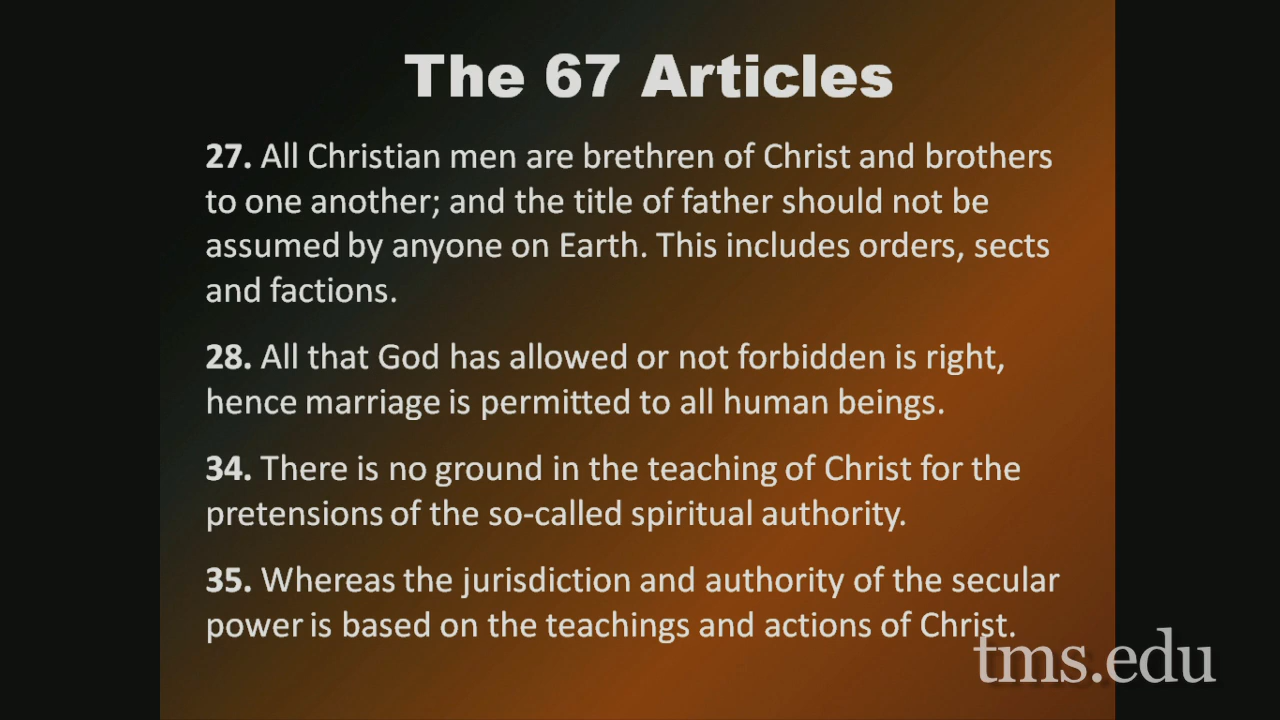 The 67 Articles
27. All Christian men are brethren of Christ and brothers
to one another; and the title of father should not be
assumed by anyone on Earth. This includes orders, sects
and factions.
28. All that God has allowed or not forbidden is right,
hence marriage is permitted to all human beings.
34. There is no ground in the teaching of Christ for the
pretensions of the so-called spiritual authority.
35. Whereas the jurisdiction and authority of the secular
power is based on the teachings and actions of Christ.
tms.edu